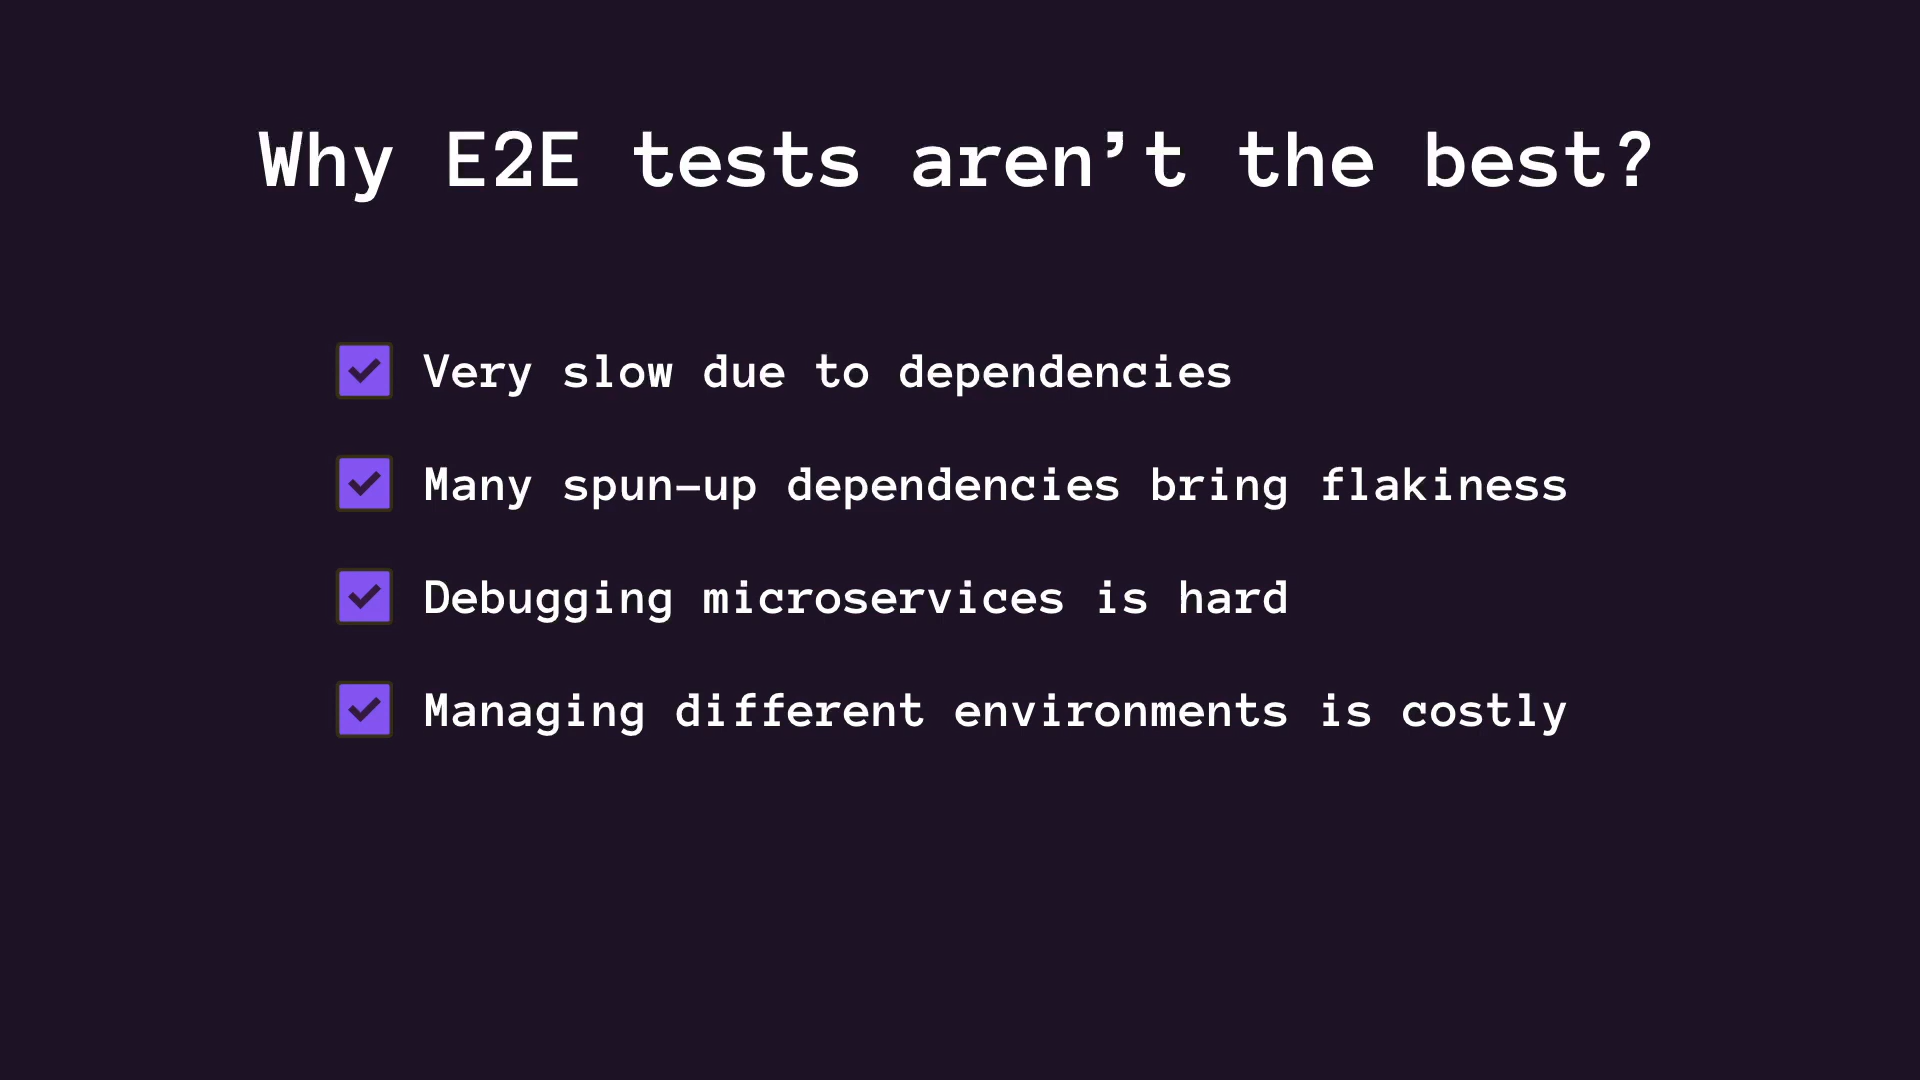 Why E2E tests aren’t the best?
Very slow due to dependencies
Many spun-up dependencies bring flakiness
Debugging microservices is hard
Managing different environments is costly